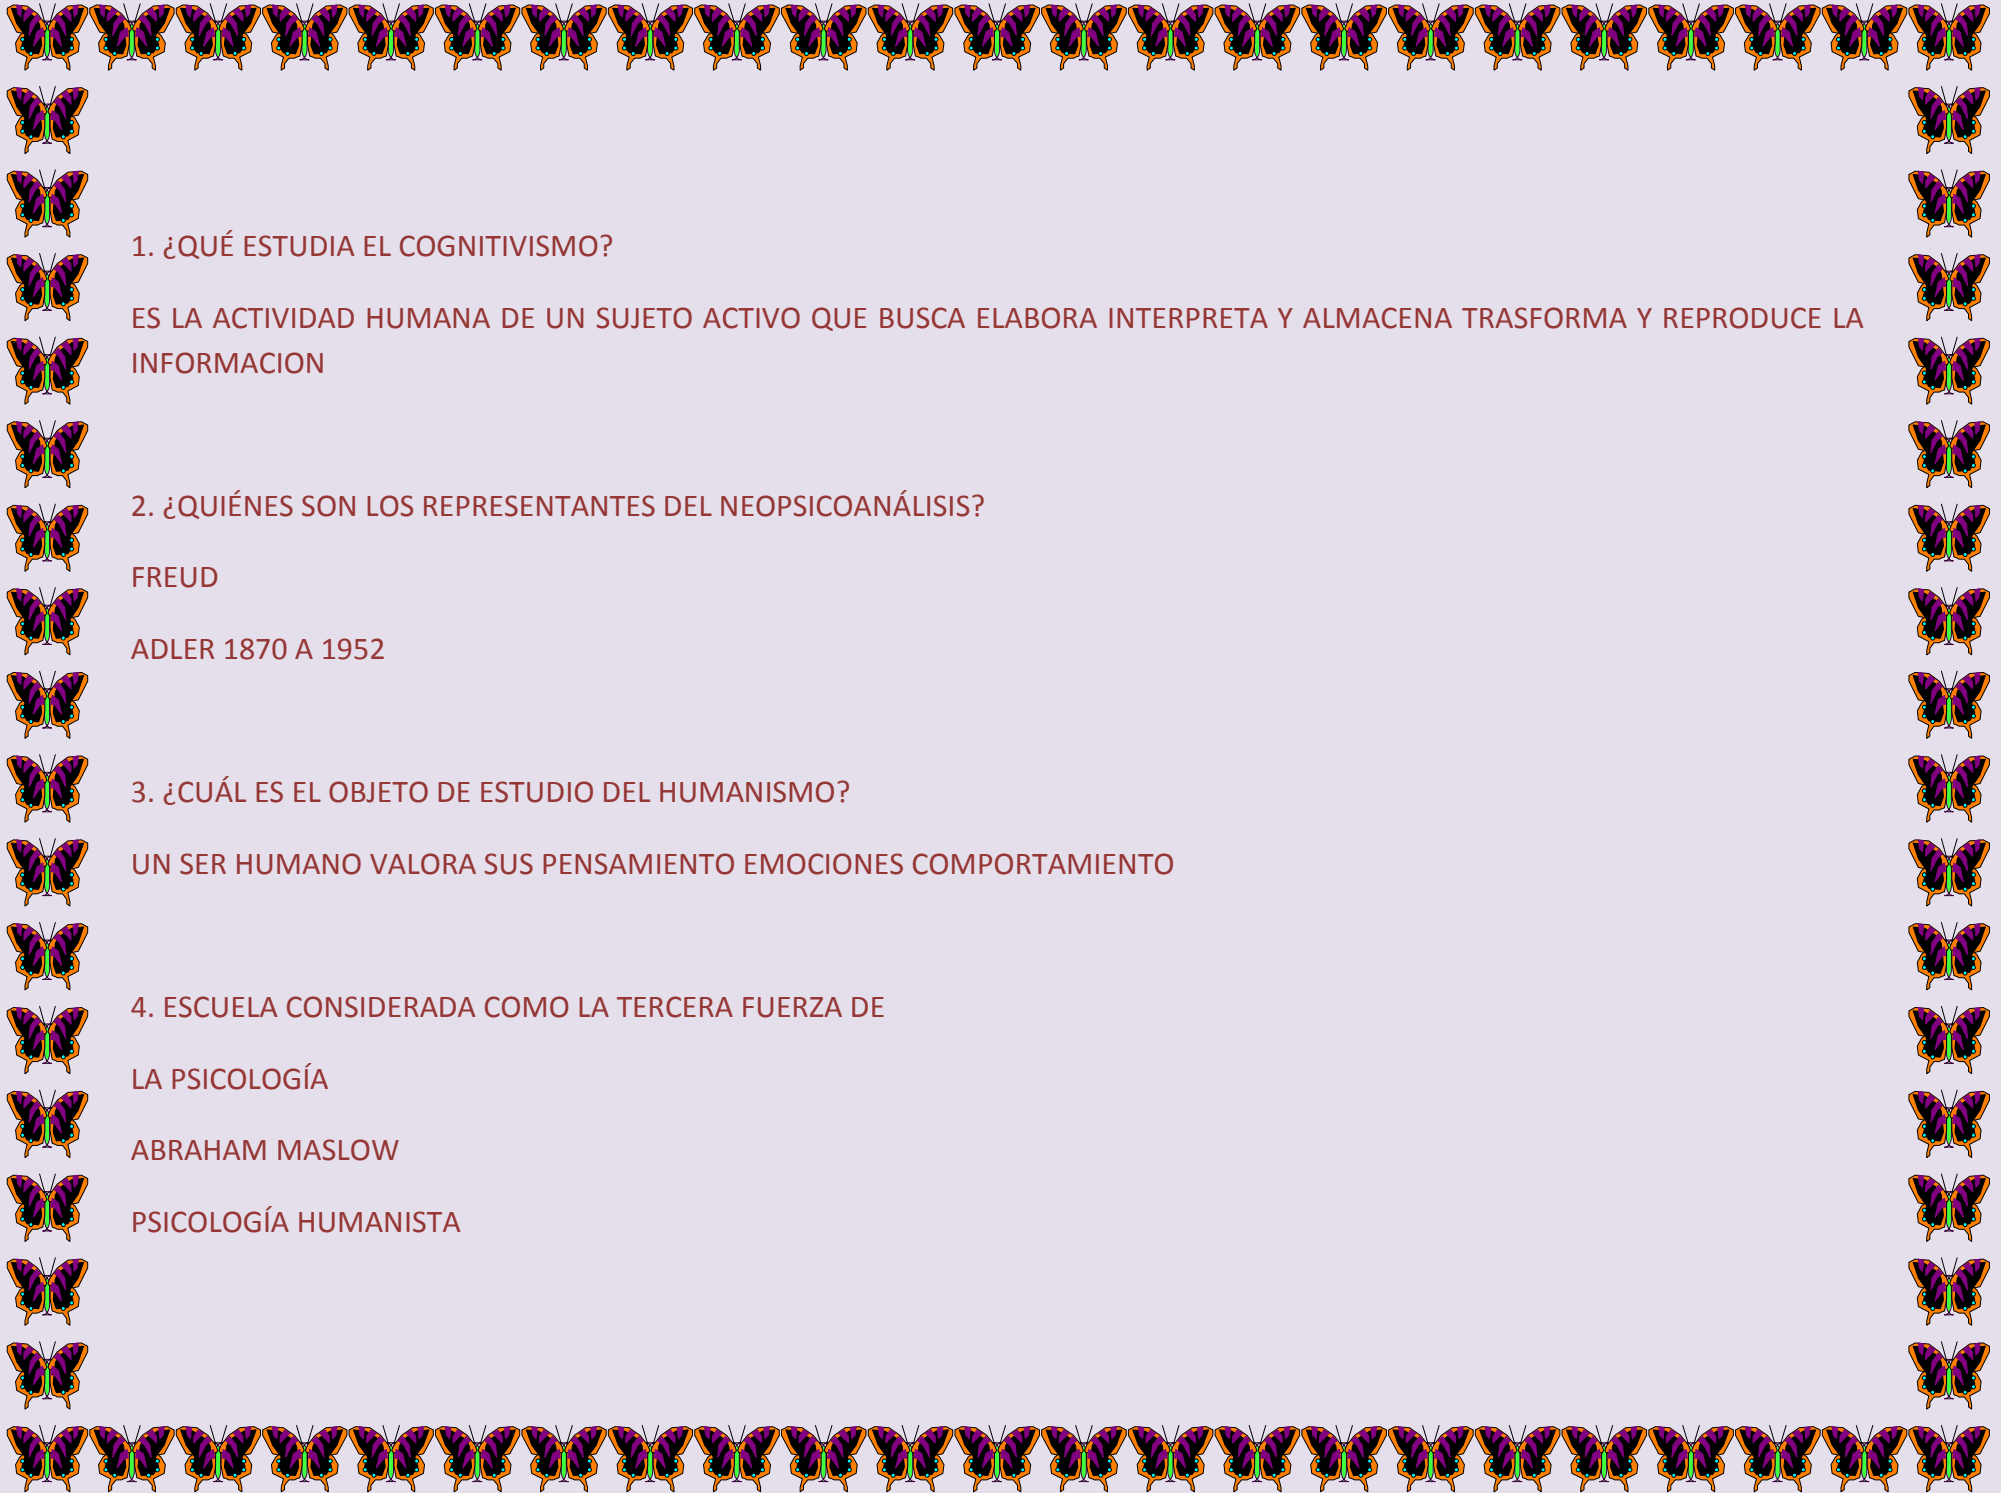 1. ¿QUÉ ESTUDIA EL COGNITIVISMO?
ES LA ACTIVIDAD HUMANA DE UN SUJETO ACTIVO QUE BUSCA ELABORA INTERPRETA Y ALMACENA TRASFORMA Y REPRODUCE LA
INFORMACION
2. ¿QUIÉNES SON LOS REPRESENTANTES DEL NEOPSICOANÁLISIS?
FREUD
ADLER 1870 A 1952
3. ¿CUÁL ES EL OBJETO DE ESTUDIO DEL HUMANISMO?
UN SER HUMANO VALORA SUS PENSAMIENTO EMOCIONES COMPORTAMIENTO
4. ESCUELA CONSIDERADA COMO LA TERCERA FUERZA DE
LA PSICOLOGÍA
ABRAHAM MASLOW
PSICOLOGÍA HUMANISTA